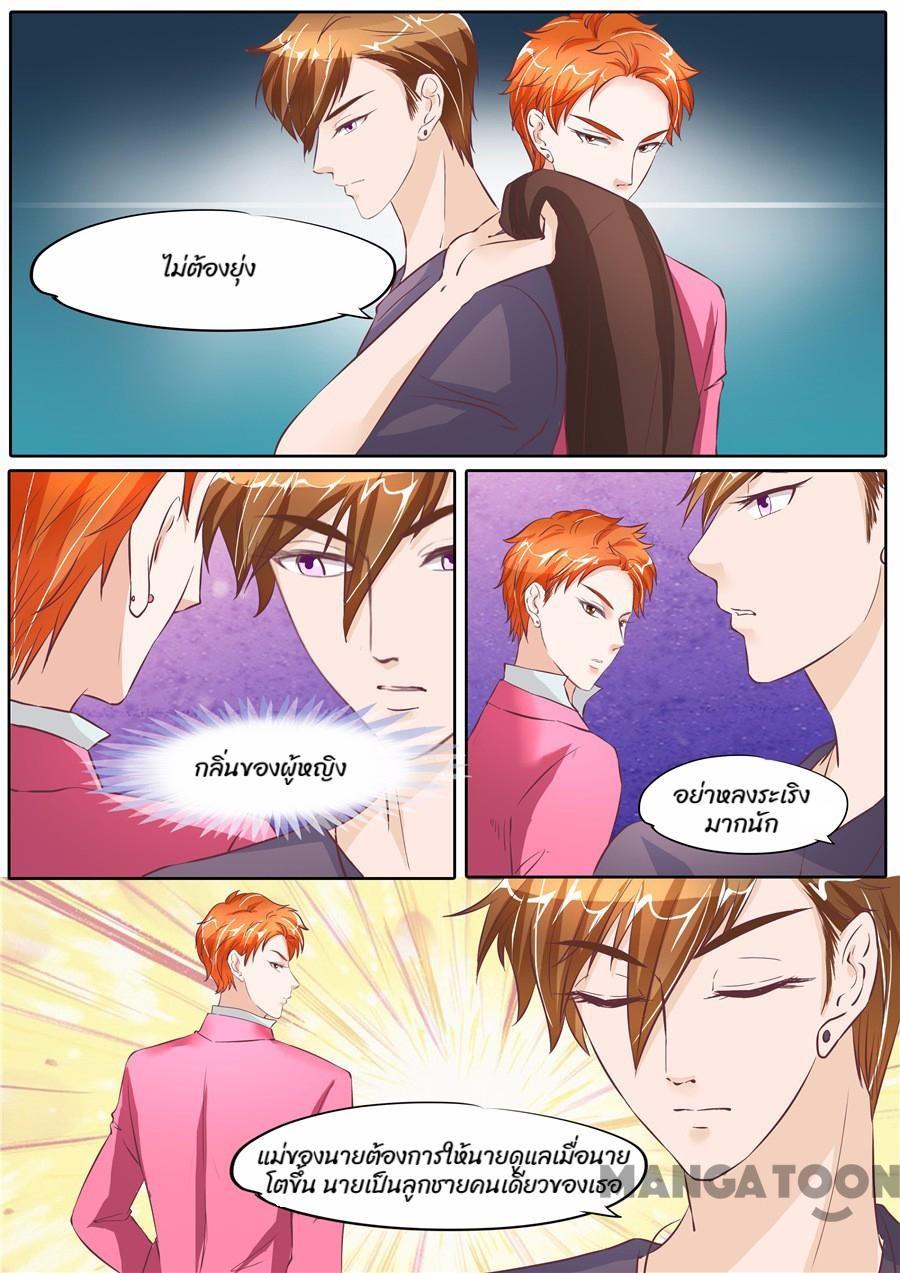 ไม่ต้องยุ่ง
กลิ่นของผู้หญิง
อย่าหลงระเริง
มากนัก
แม่ของนายต้องการให้นายดูแลเมื่อนาย
โตขึ้น นายเป็นลูกชายคนเดียวของเธอ
MANGATOON